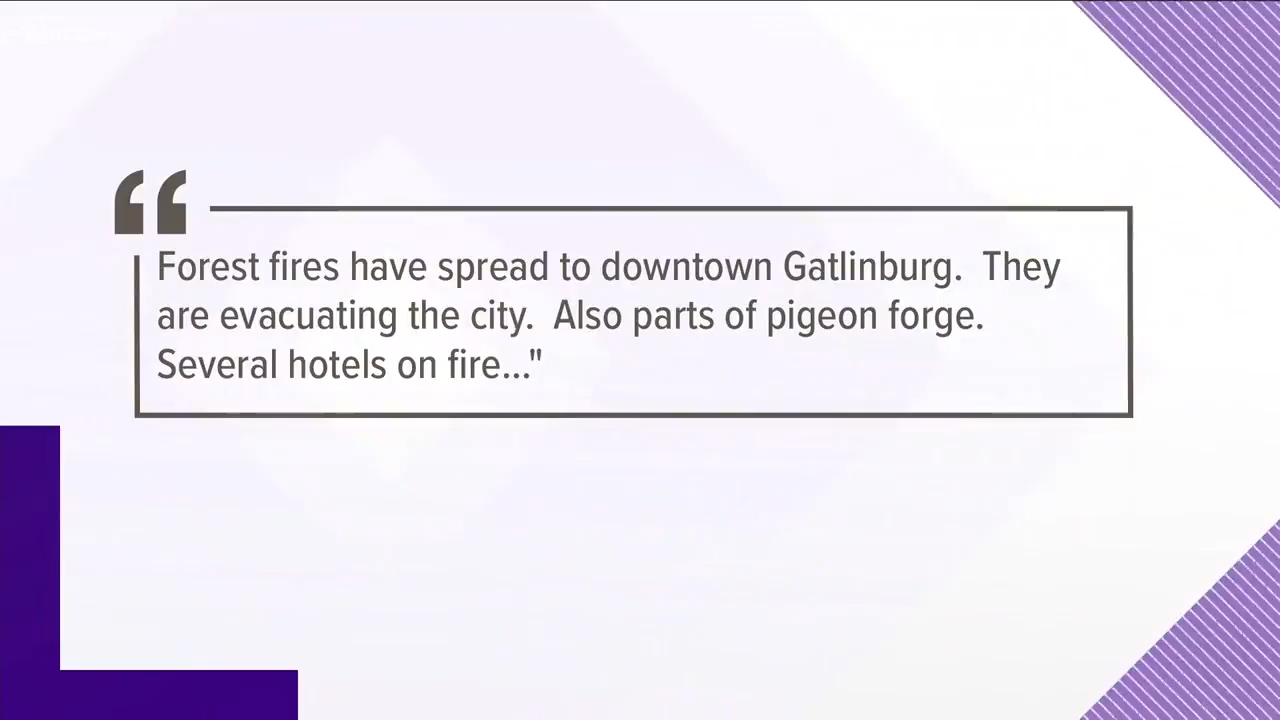 “
Forest fires have spread to downtown Gatlinburg.  They
are evacuating the city.  Also parts of pigeon forge.
Several hotels on fire..."